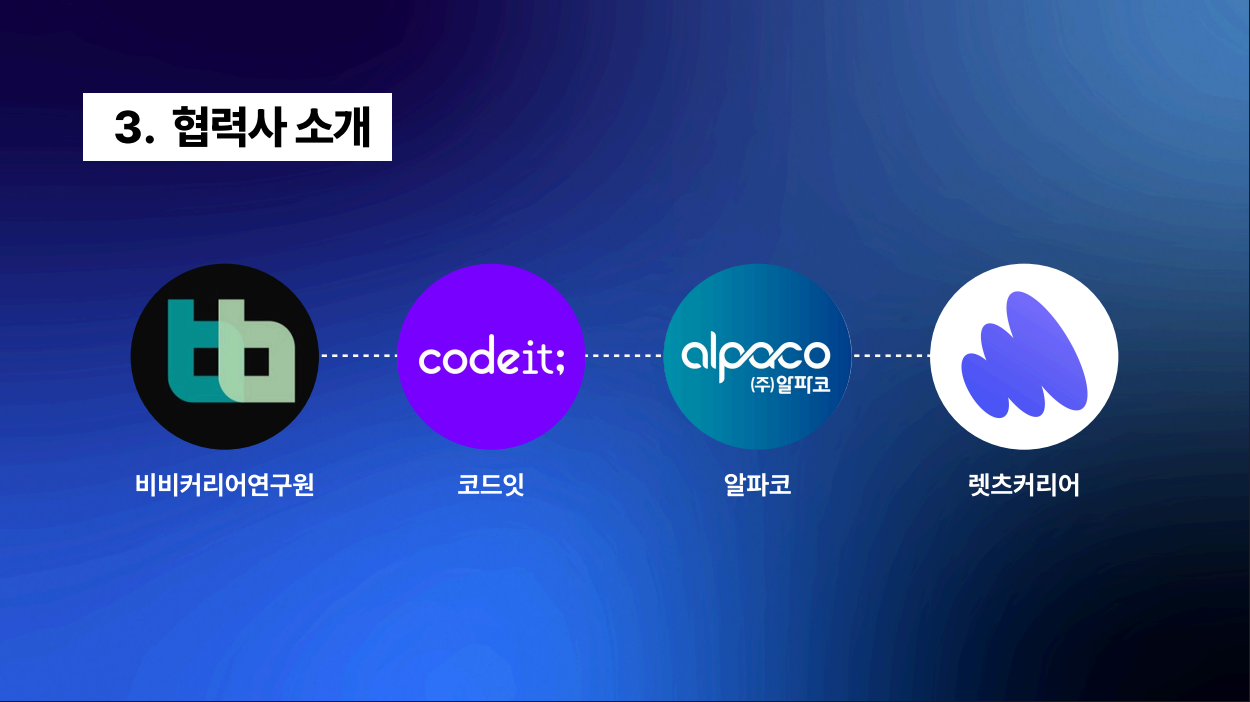 3. 협력사 소개
bb
codeit;
alpaco
(주)알파코
비비커리어연구원
코드잇
알파코
렛츠커리어